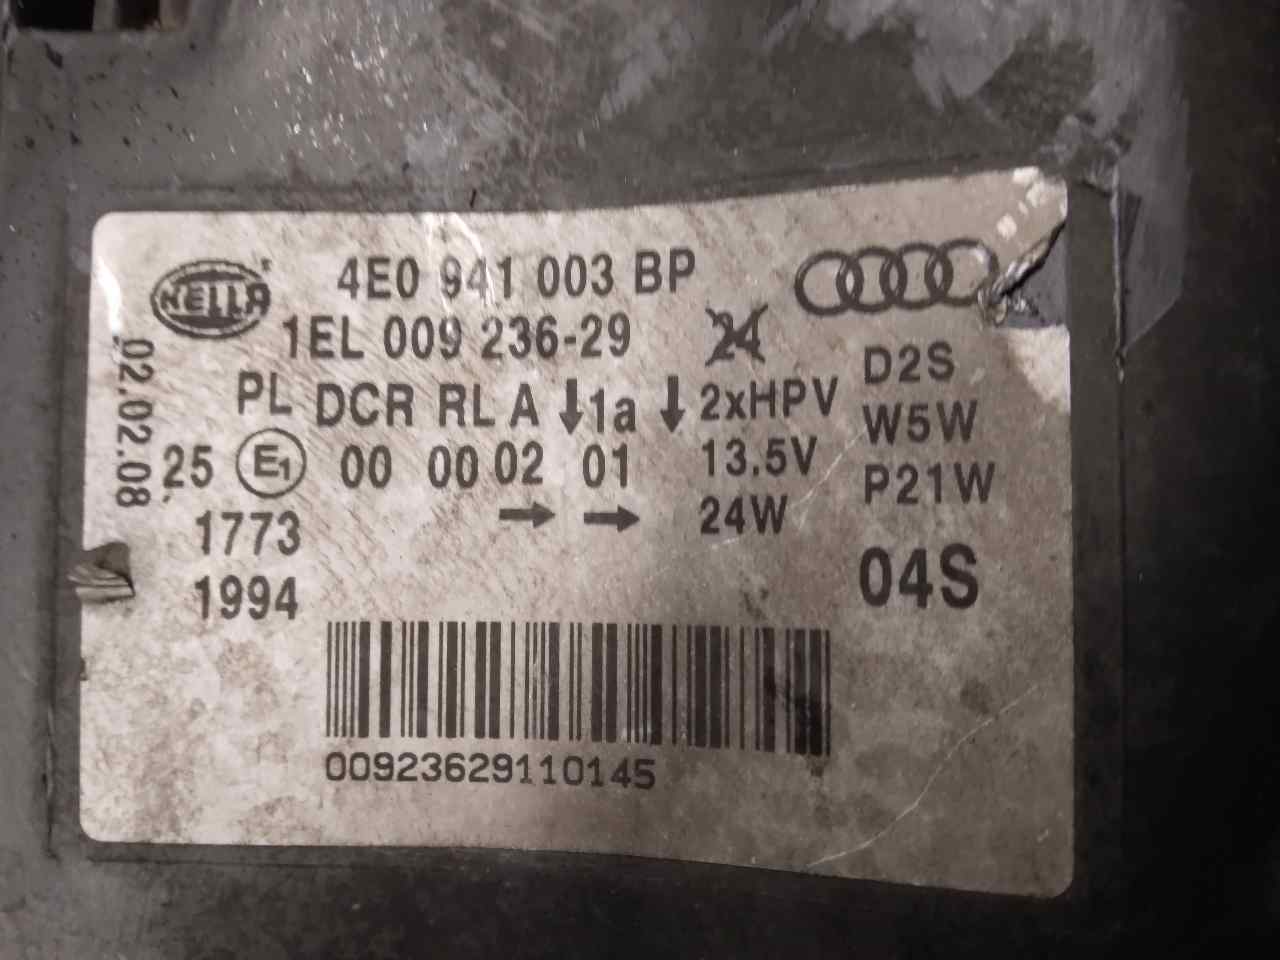 HELLA
4E0 941 003 BP
1EL 009 236-29 24
PL DCR RL A ↓1a ↓ 2xHPV
25 E1 00 00 02 01 13.5V
→ → 24W
1773
1994
02.02.08
D2S
W5W
P21W
04S
00923629110145